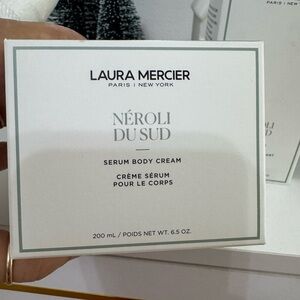 LAURA MERCIER
PARIS | NEW YORK
NÉROLI
DU SUD
SERUM BODY CREAM
CRÈME SÉRUM
POUR LE CORPS
200 mL / POIDS NET WT. 6.5 OZ.